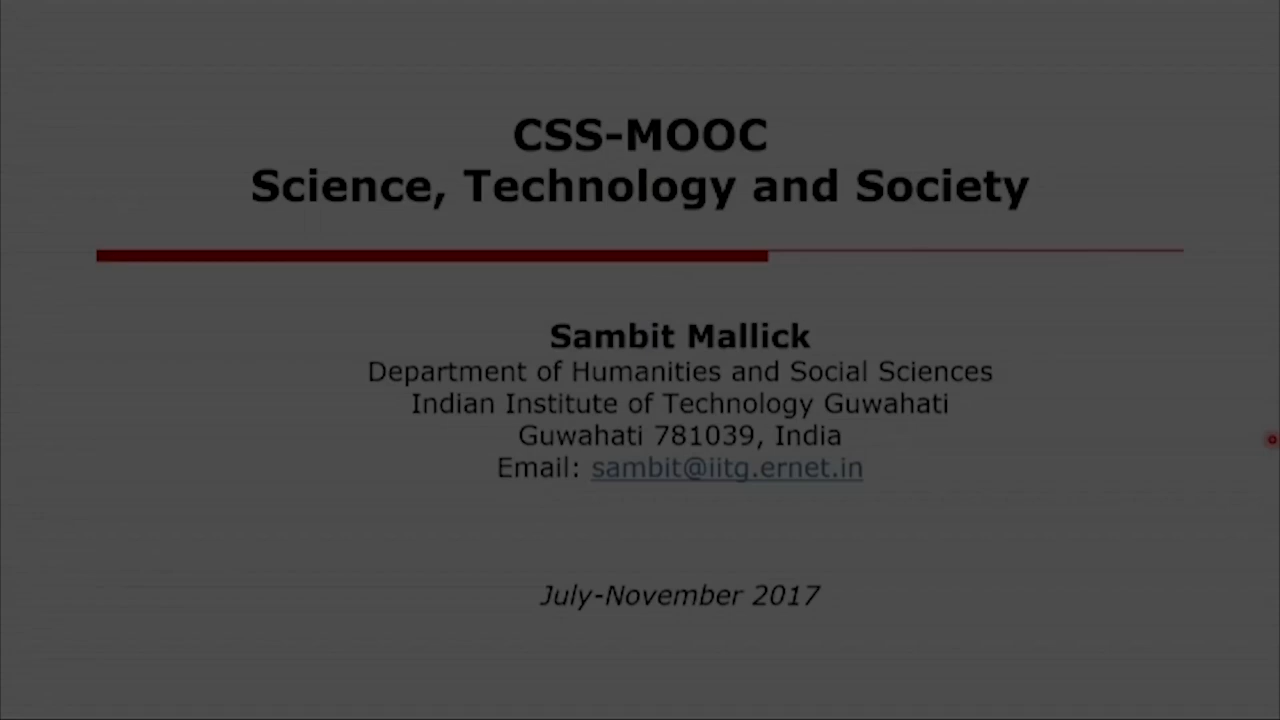 CSS-MOOC
Science, Technology and Society
Sambit Mallick
Department of Humanities and Social Sciences
Indian Institute of Technology Guwahati
Guwahati 781039, India
Email: sambit@iitg.ernet.in
July-November 2017